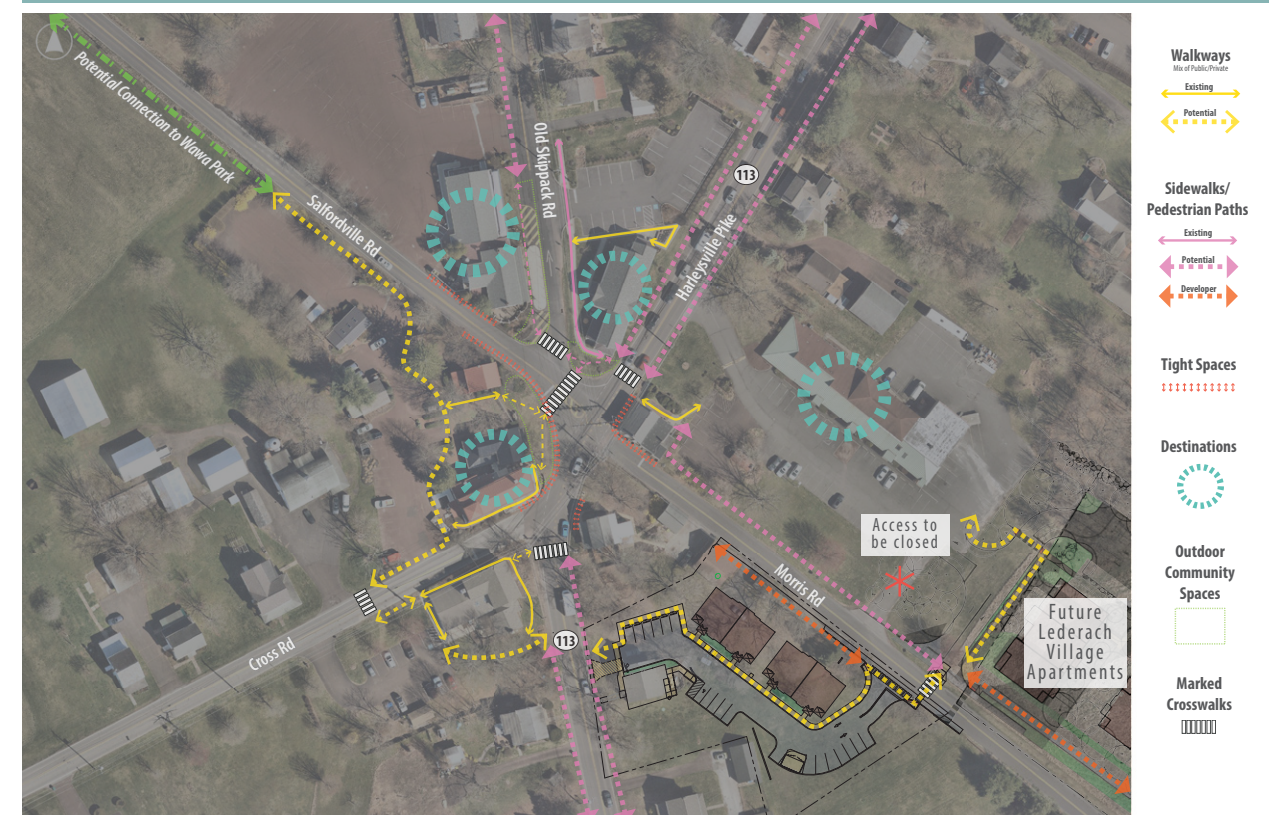 Potential Connection to Wawa Park
Salfordville Rd
Old Skippack Rd
113
Harleysville Pike
Access to
be closed
Morris Rd
Future
Lederach
Village
Apartments
113
Cross Rd
Walkways
Mix of Public/Private
Existing
Potential
Sidewalks/
Pedestrian Paths
Existing
Potential
Developer
Tight Spaces
Destinations
Outdoor
Community
Spaces
Marked
Crosswalks